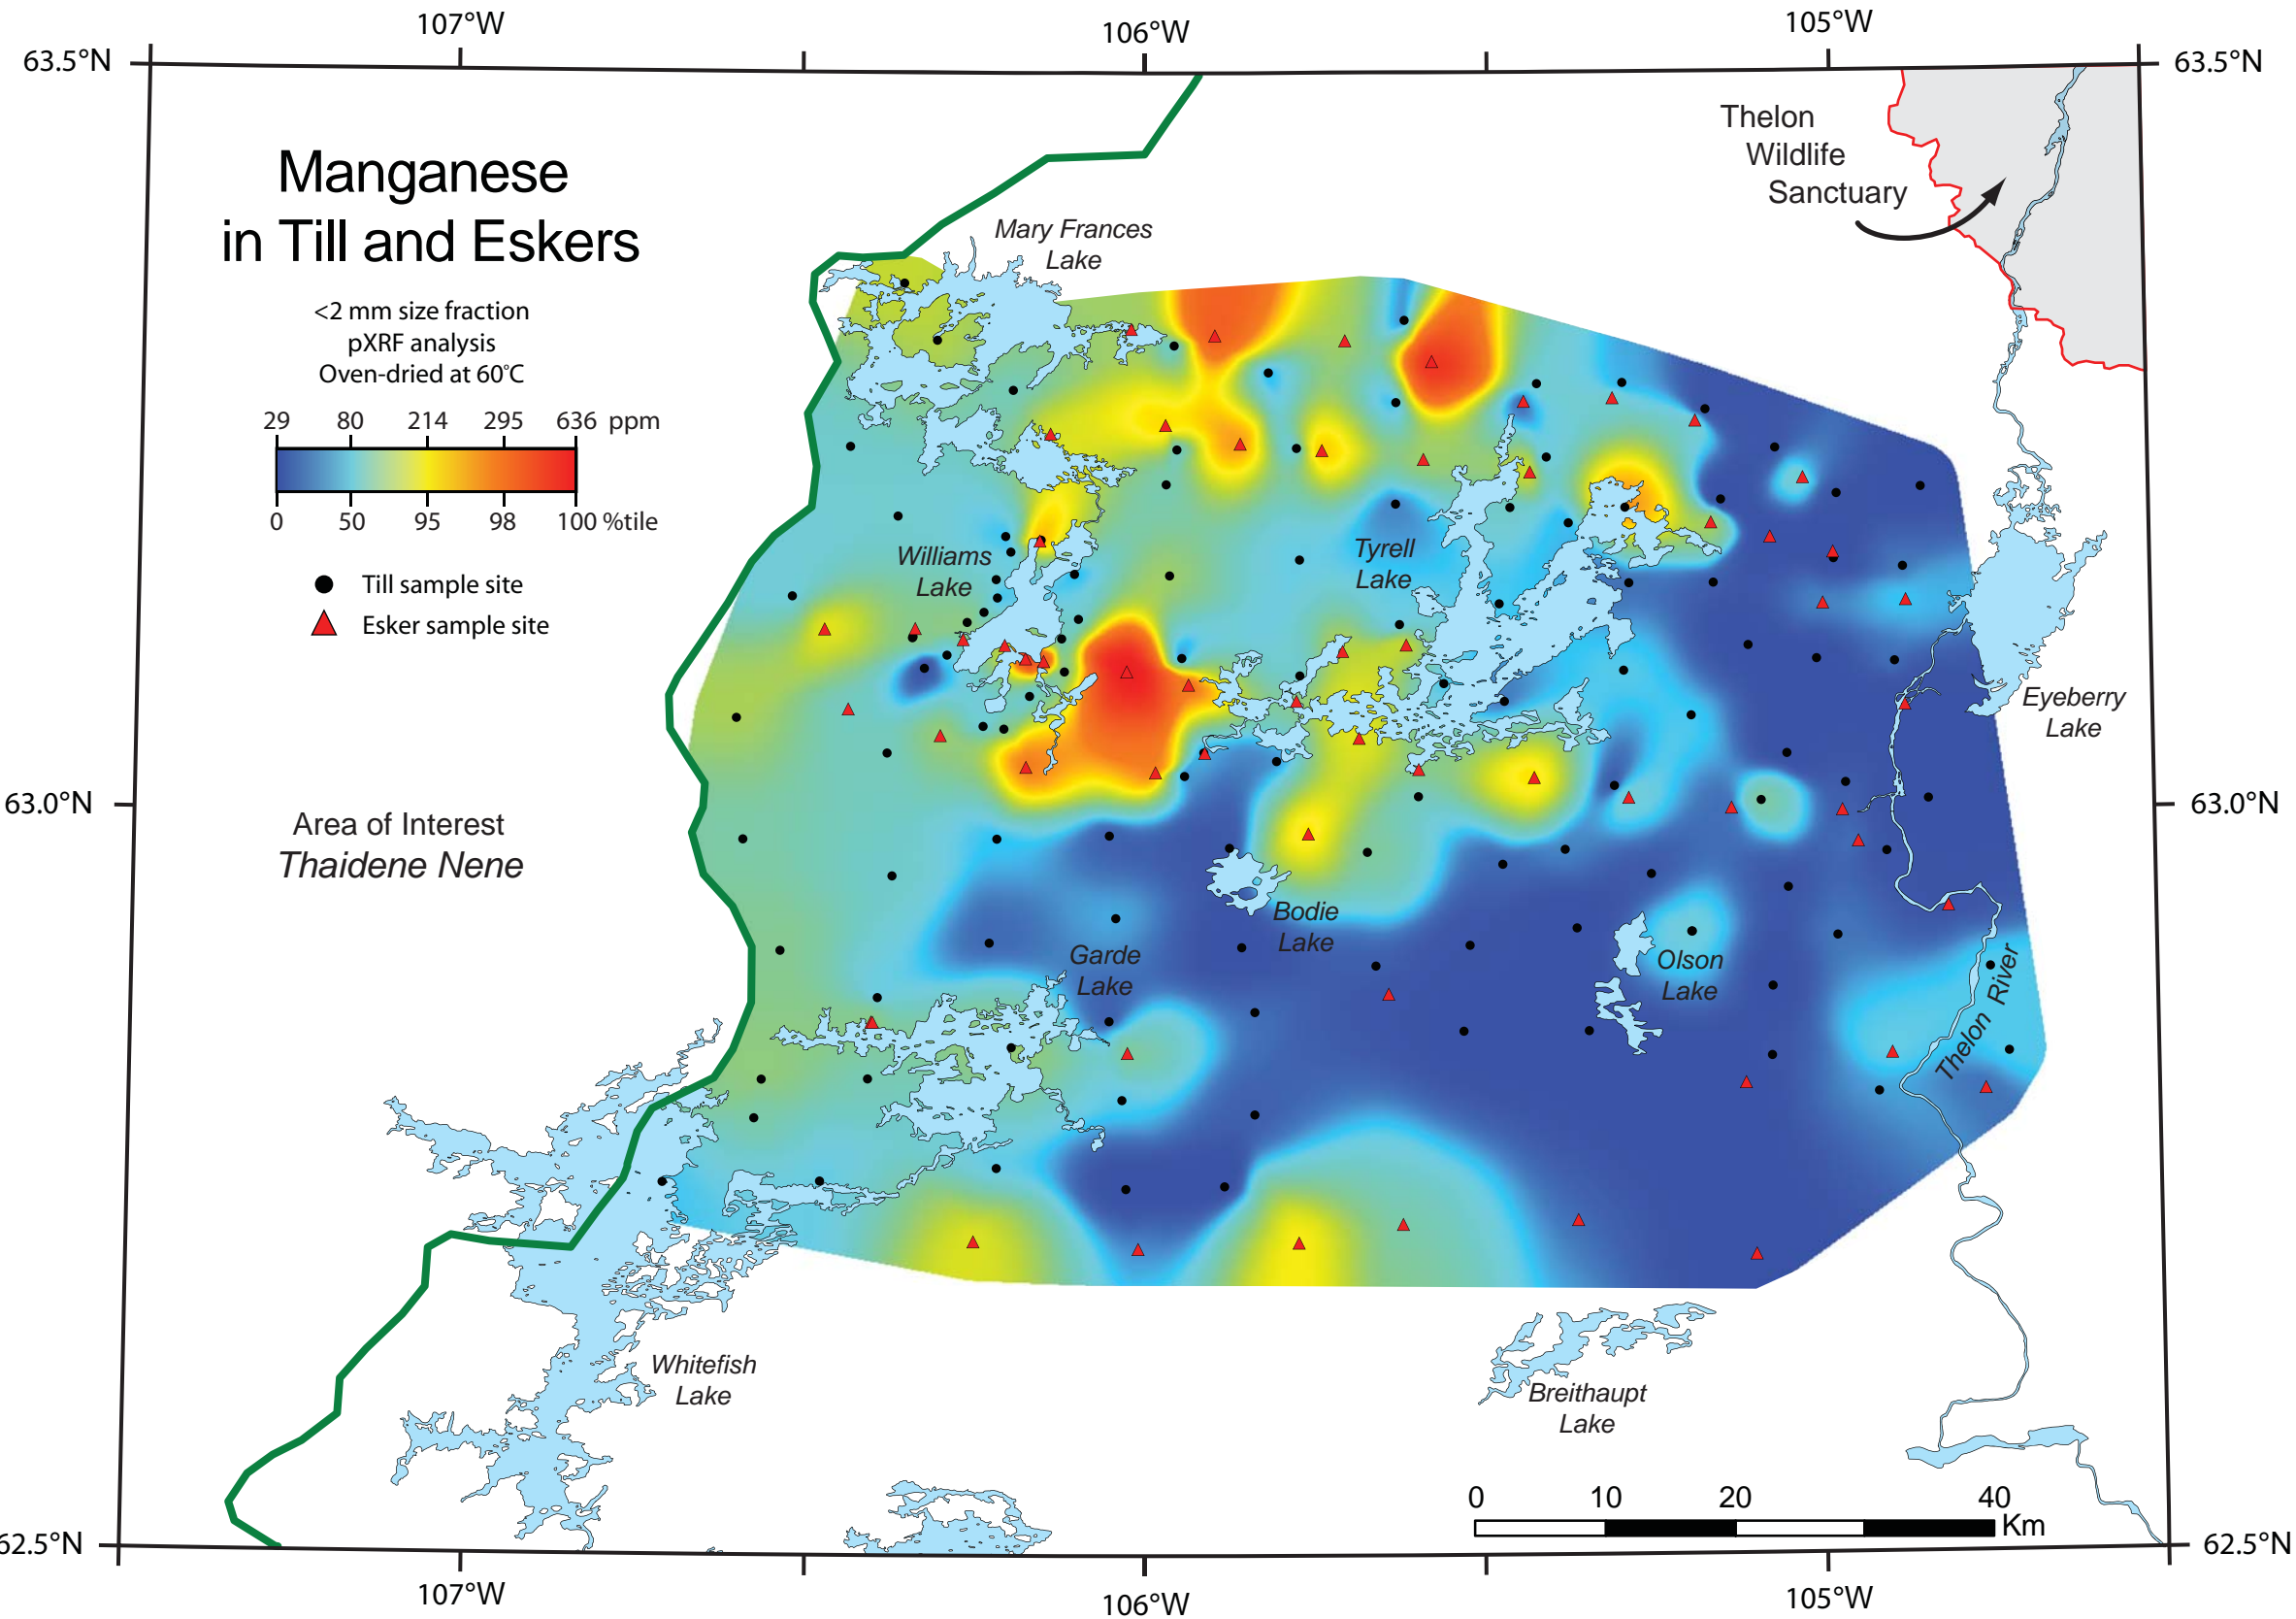 107°W
106°W
105°W
63.5°N
63.5°N
Thelon
Wildlife
Sanctuary
Manganese
in Till and Eskers
Mary Frances
Lake
<2 mm size fraction
pXRF analysis
Oven-dried at 60°C
29 80 214 295 636 ppm
0 50 95 98 100 %tile
Till sample site
Esker sample site
Williams
Lake
Tyrell
Lake
Eyeberry
Lake
63.0°N
63.0°N
Area of Interest
Thaidene Nene
Bodie
Lake
Garde
Lake
Olson
Lake
Thelon River
Whitefish
Lake
Breithaupt
Lake
0 10 20 40
Km
62.5°N
62.5°N
107°W
106°W
105°W